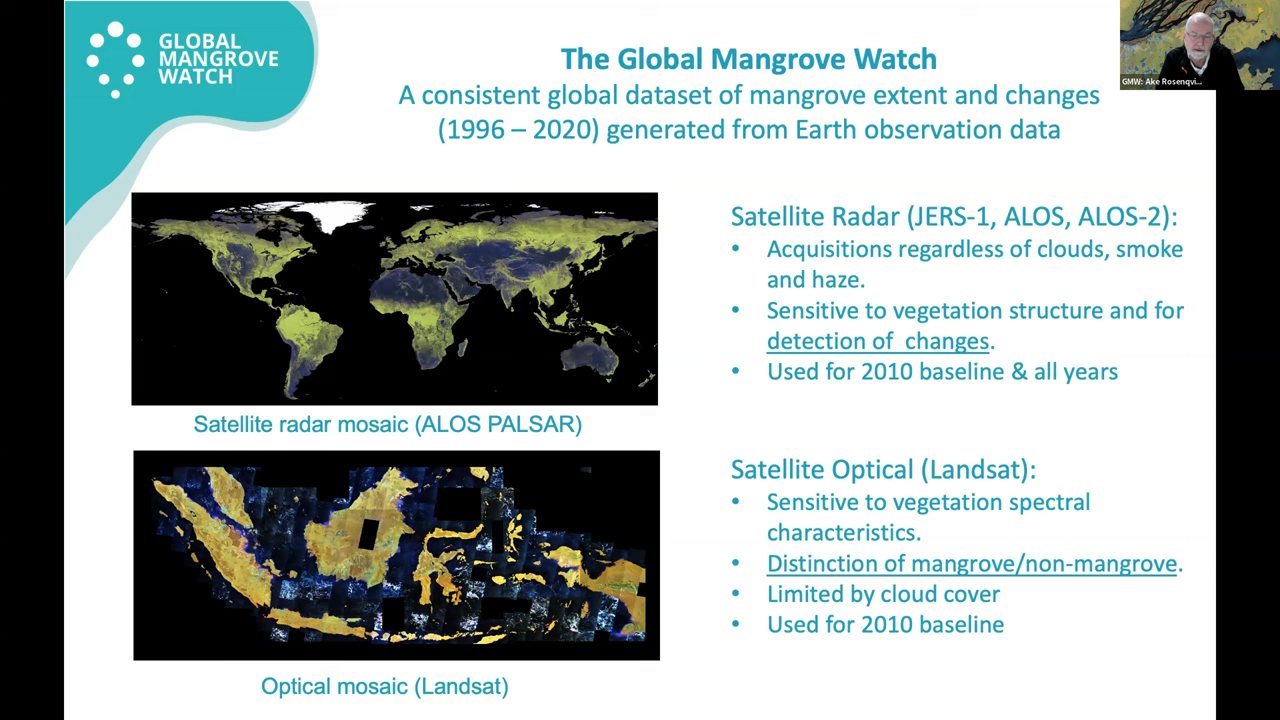 GLOBAL
MANGROVE
WATCH
The Global Mangrove Watch
A consistent global dataset of mangrove extent and changes
(1996 – 2020) generated from Earth observation data
GMW: Ake Rosenqvi...
Satellite Radar (JERS-1, ALOS, ALOS-2):
• Acquisitions regardless of clouds, smoke
and haze.
• Sensitive to vegetation structure and for
detection of changes.
• Used for 2010 baseline & all years
Satellite radar mosaic (ALOS PALSAR)
Satellite Optical (Landsat):
• Sensitive to vegetation spectral
characteristics.
• Distinction of mangrove/non-mangrove.
• Limited by cloud cover
• Used for 2010 baseline
Optical mosaic (Landsat)